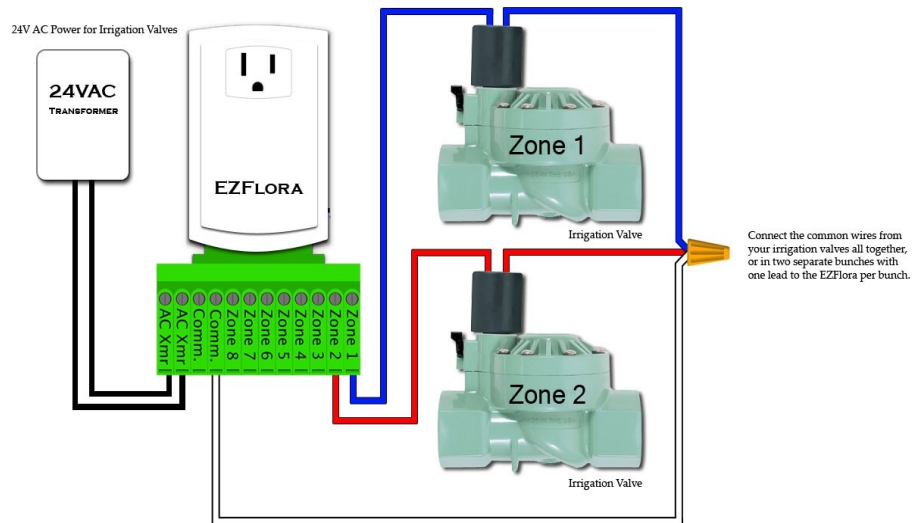 24V AC Power for Irrigation Valves
24VAC
TRANSFORMER
EZFLORA
AC Xmr
AC Xmr
Comm.
Comm.
Zone 8
Zone 7
Zone 6
Zone 5
Zone 4
Zone 3
Zone 2
Zone 1
Zone 1
Irrigation Valve
Zone 2
Irrigation Valve
Connect the common wires from
your irrigation valves all together,
or in two separate bunches with
one lead to the EZFlora per bunch.